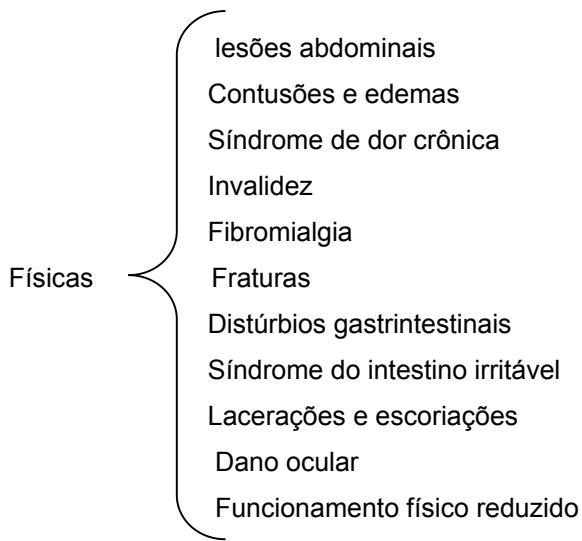 lesões abdominais
Contusões e edemas
Síndrome de dor crônica
Invalidez
Fibromialgia
Físicas Fraturas
Distúrbios gastrintestinais
Síndrome do intestino irritável
Lacerações e escoriações
Dano ocular
Funcionamento físico reduzido